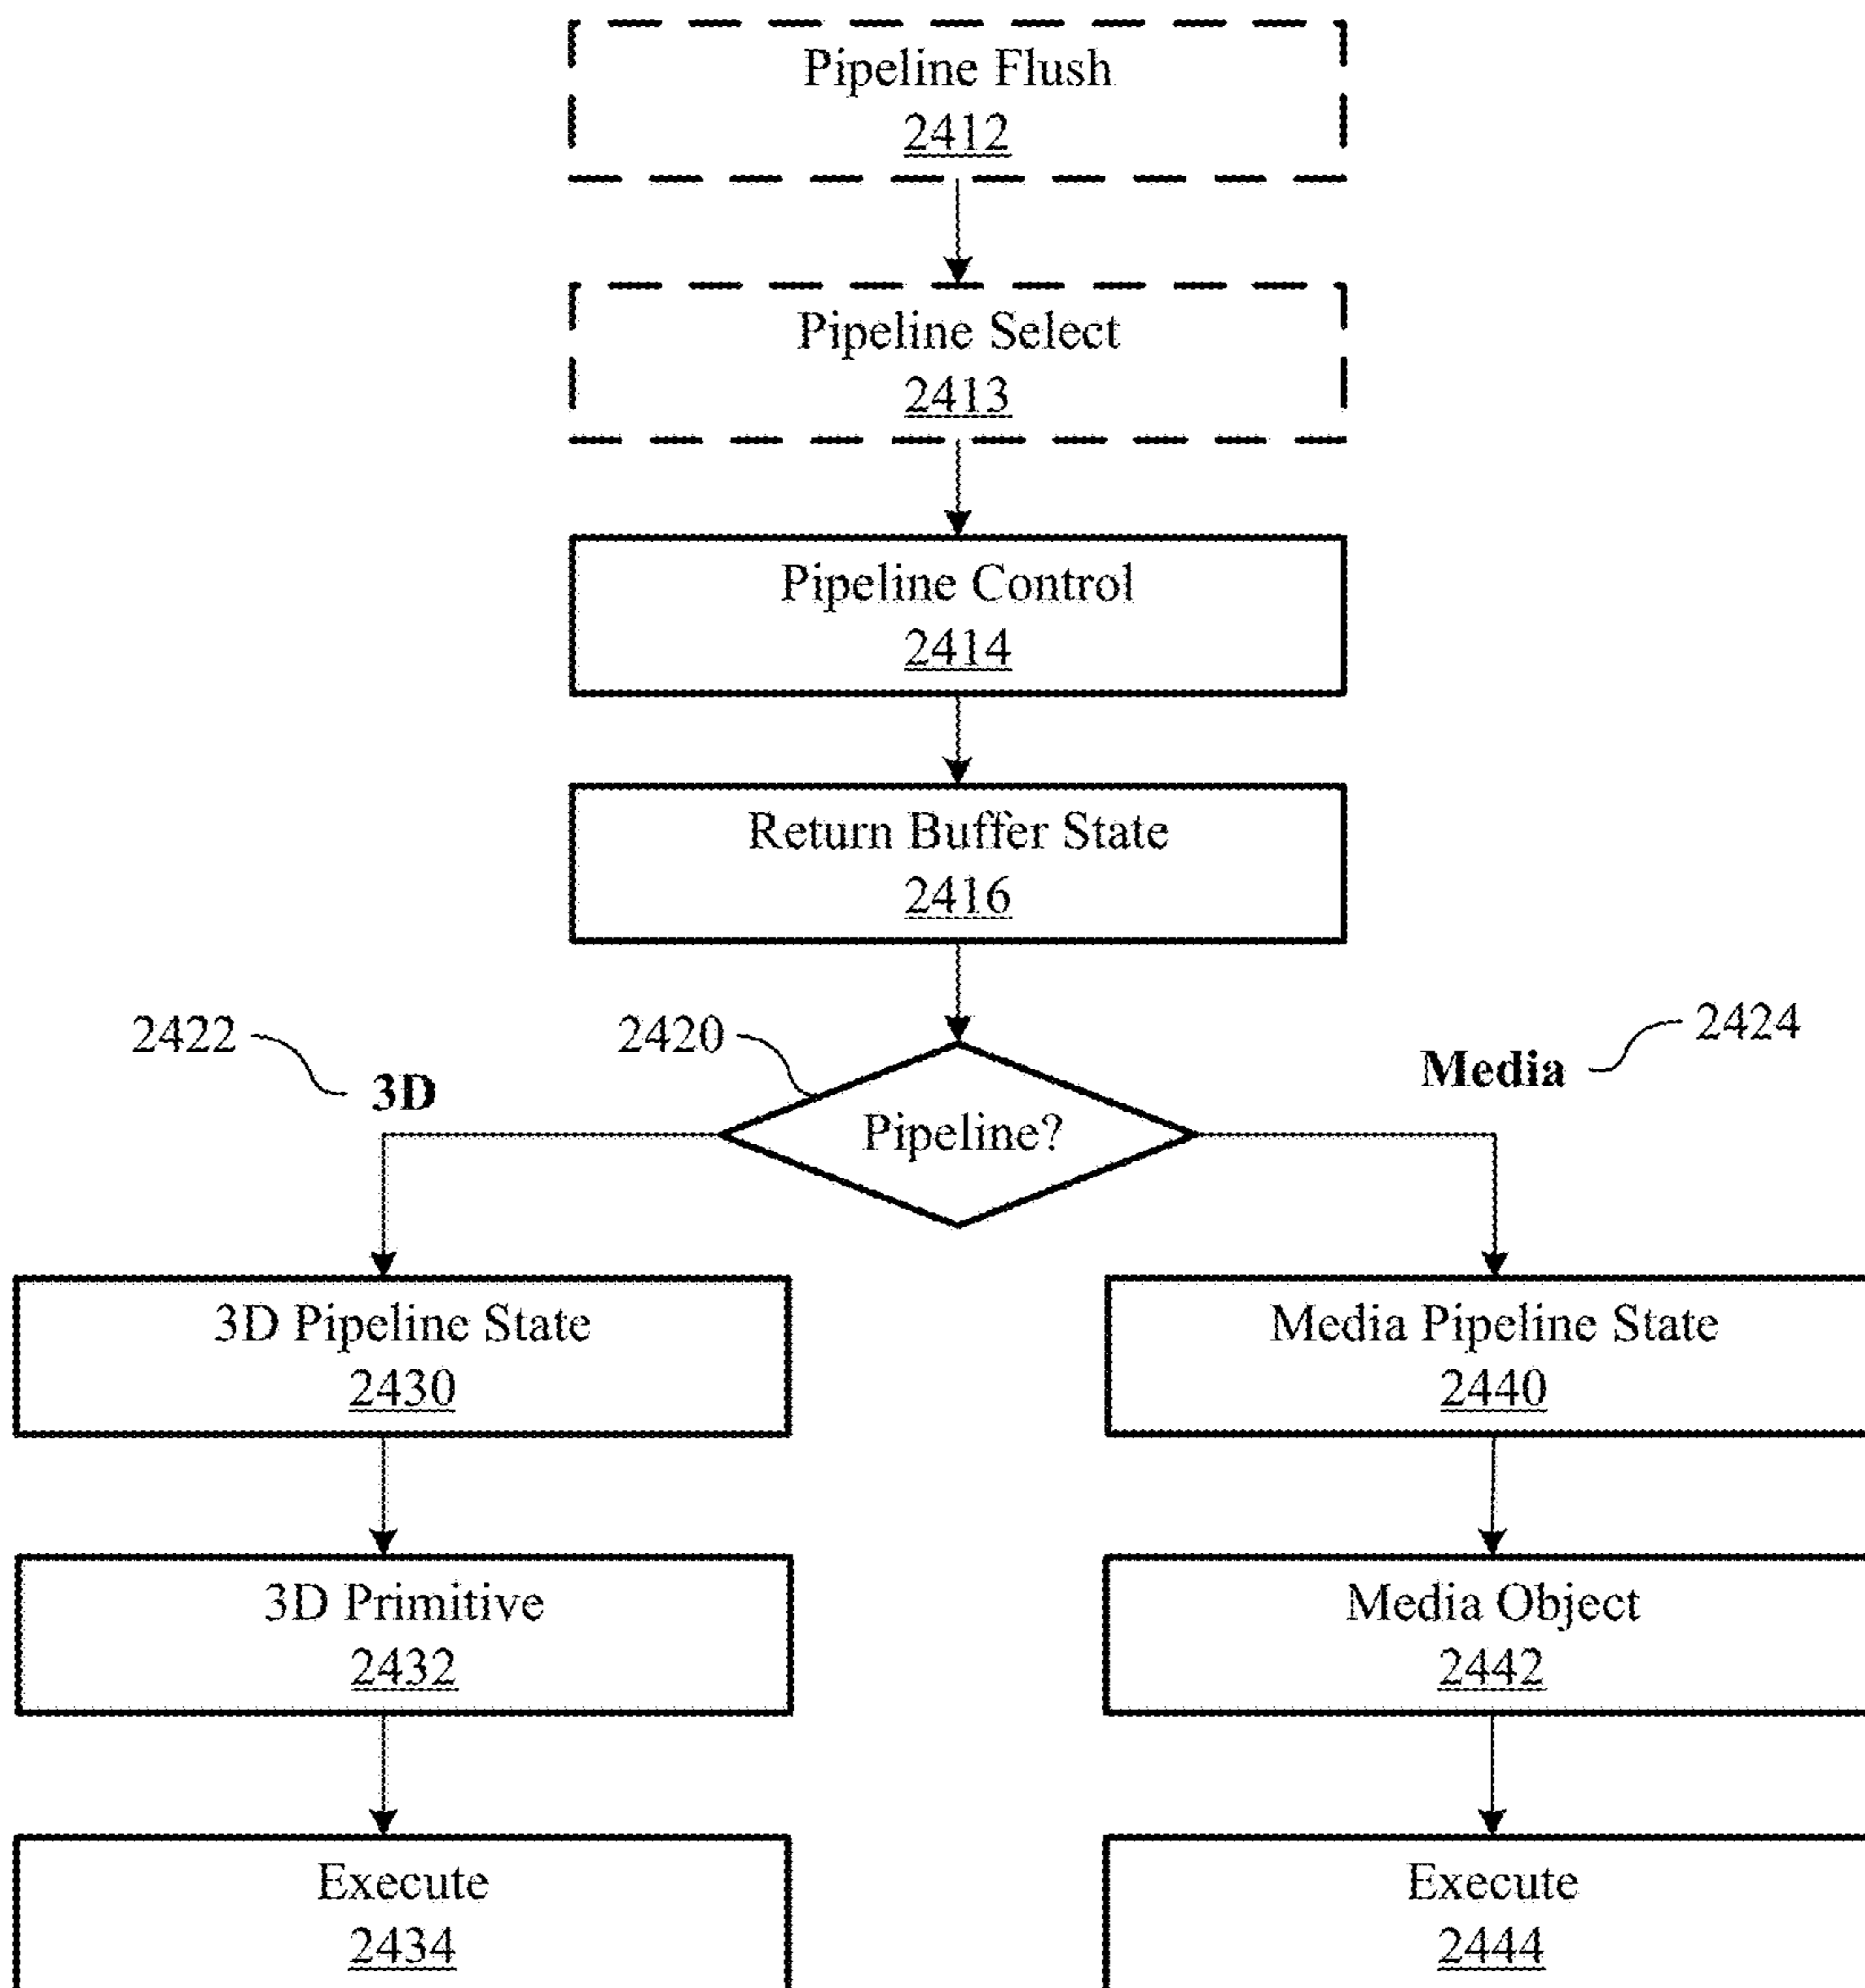 Pipeline Flush
2412
Pipeline Select
2413
Pipeline Control
2414
Return Buffer State
2416
2422
2420
2424
3D
Media
Pipeline?
3D Pipeline State
2430
Media Pipeline State
2440
3D Primitive
2432
Media Object
2442
Execute
2434
Execute
2444